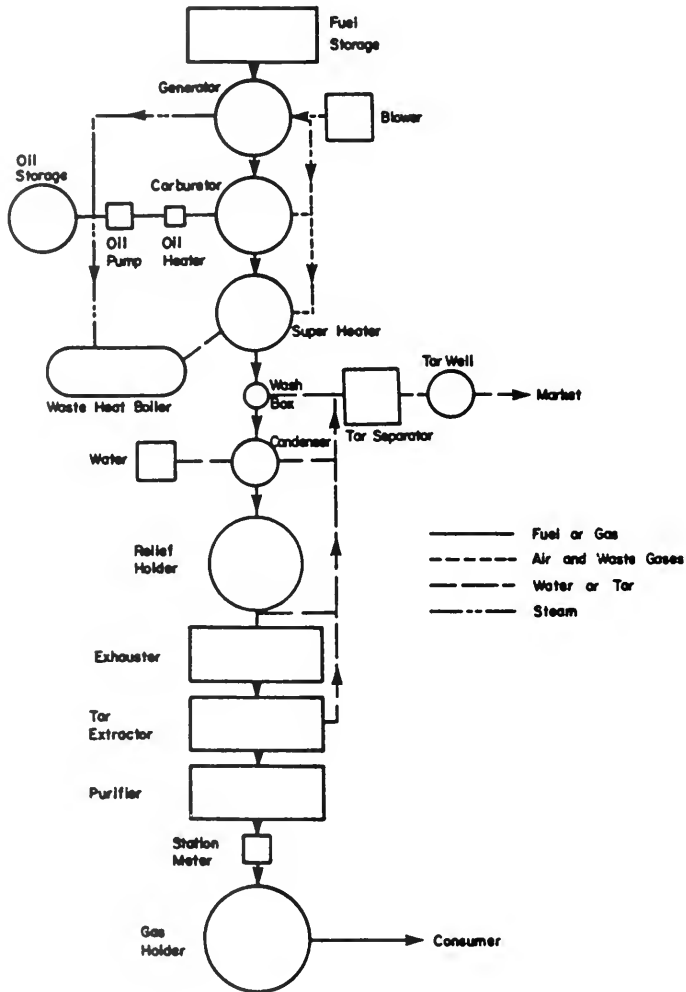 Fuel
Storage
Generator
Blower
Oil
Storage
Carburetor
Oil
Pump
Oil
Heater
Super Heater
Waste Heat Boiler
Wash
Box
Tar Well
Market
Tar Separator
Condenser
Water
Relief
Holder
Fuel or Gas
Air and Waste Gases
Water or Tar
Steam
Exhauster
Tar
Extractor
Purifier
Station
Meter
Gas
Holder
Consumer